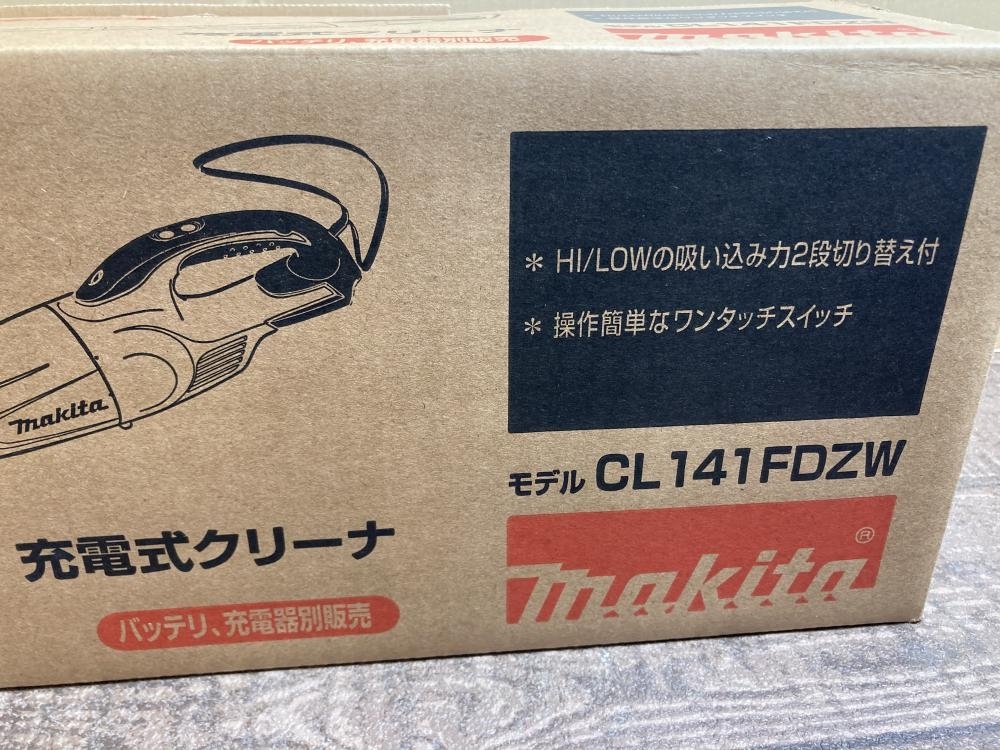 makita
* HI/LOWの吸い込み力2段切り替え付
* 操作簡単なワンタッチスイッチ
モデル CL141FDZW
makita®
充電式クリーナ
バッテリ、充電器別販売